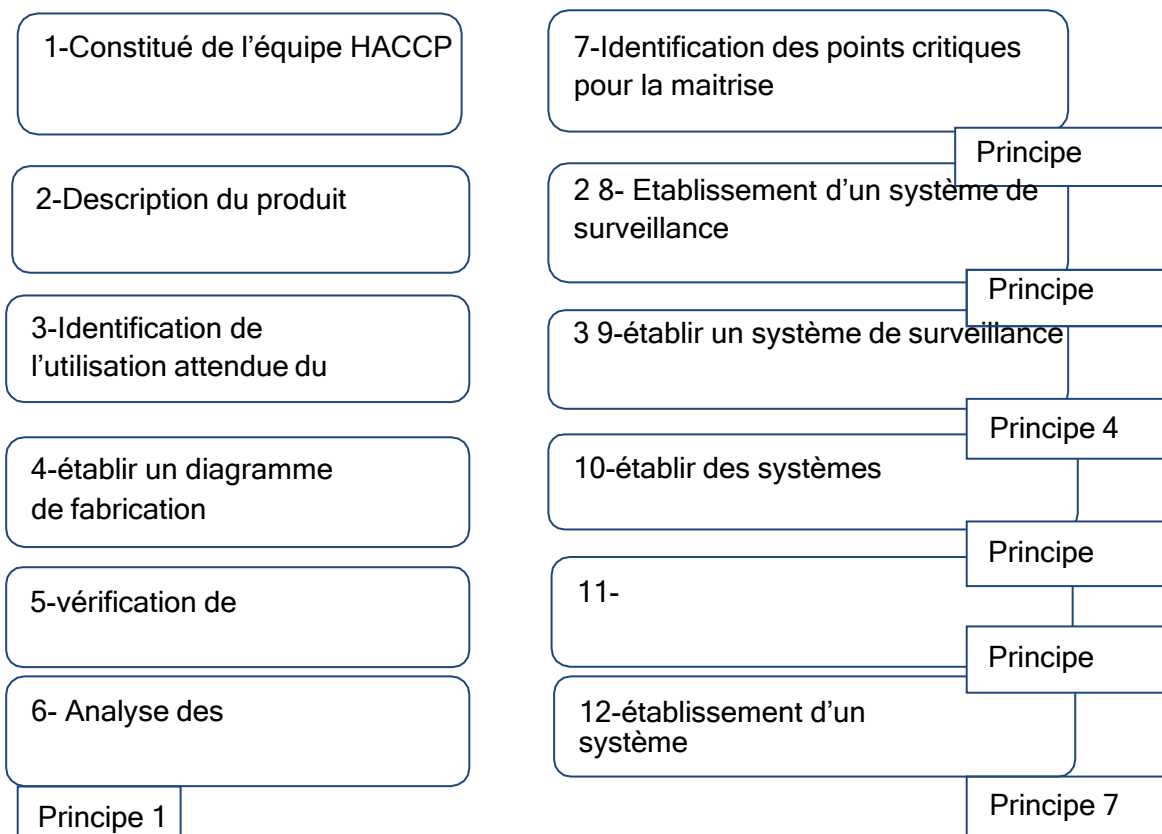 1-Constitué de l'équipe HACCP
2-Description du produit
3-Identification de
l'utilisation attendue du
4-établir un diagramme
de fabrication
5-vérification de
6- Analyse des
Principe 1
7-Identification des points critiques
pour la maitrise
Principe
2 8- Etablissement d'un système de
surveillance
Principe
3 9-établir un système de surveillance
Principe 4
10-établir des systèmes
Principe
11-
Principe
12-établissement d'un
système
Principe 7